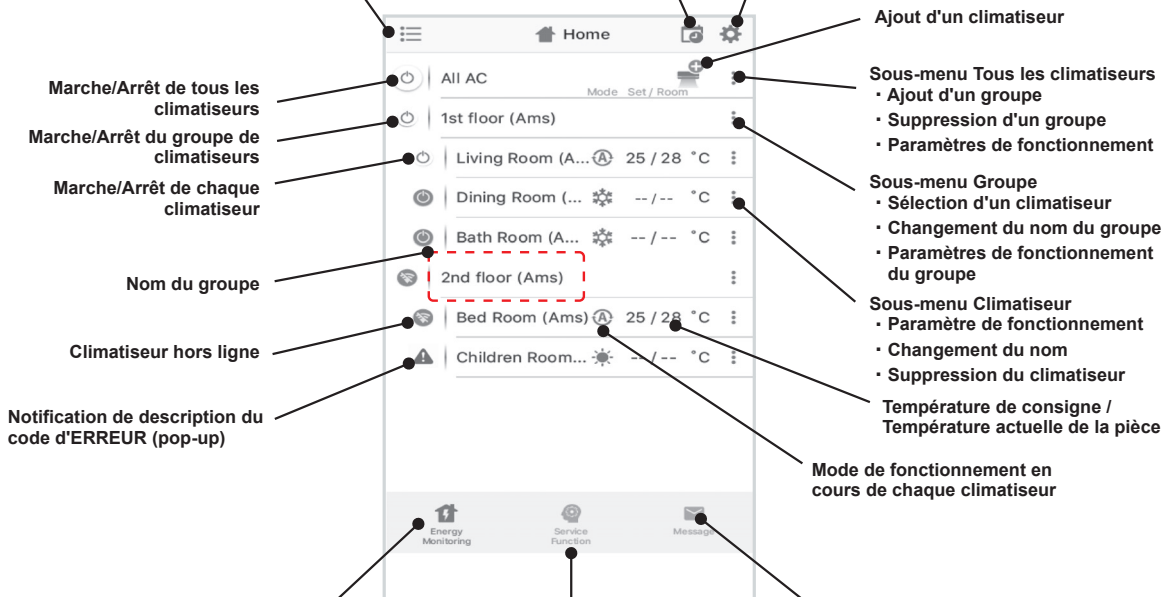 Home
All AC
Mode Set / Room
1st floor (Ams)
Living Room (A... A 25 / 28 °C
Dining Room (... -- / -- °C
Bath Room (A... -- / -- °C
2nd floor (Ams)
Bed Room (Ams) A 25 / 28 °C
Children Room... -- / -- °C
Energy
Monitoring
Service
Function
Message
Marche/Arrêt de tous les
climatiseurs
Marche/Arrêt du groupe de
climatiseurs
Marche/Arrêt de chaque
climatiseur
Nom du groupe
Climatiseur hors ligne
Notification de description du
code d'ERREUR (pop-up)
Ajout d'un climatiseur
Sous-menu Tous les climatiseurs
· Ajout d'un groupe
· Suppression d'un groupe
· Paramètres de fonctionnement
Sous-menu Groupe
· Sélection d'un climatiseur
· Changement du nom du groupe
· Paramètres de fonctionnement
du groupe
Sous-menu Climatiseur
· Paramètre de fonctionnement
· Changement du nom
· Suppression du climatiseur
Température de consigne /
Température actuelle de la pièce
Mode de fonctionnement en
cours de chaque climatiseur